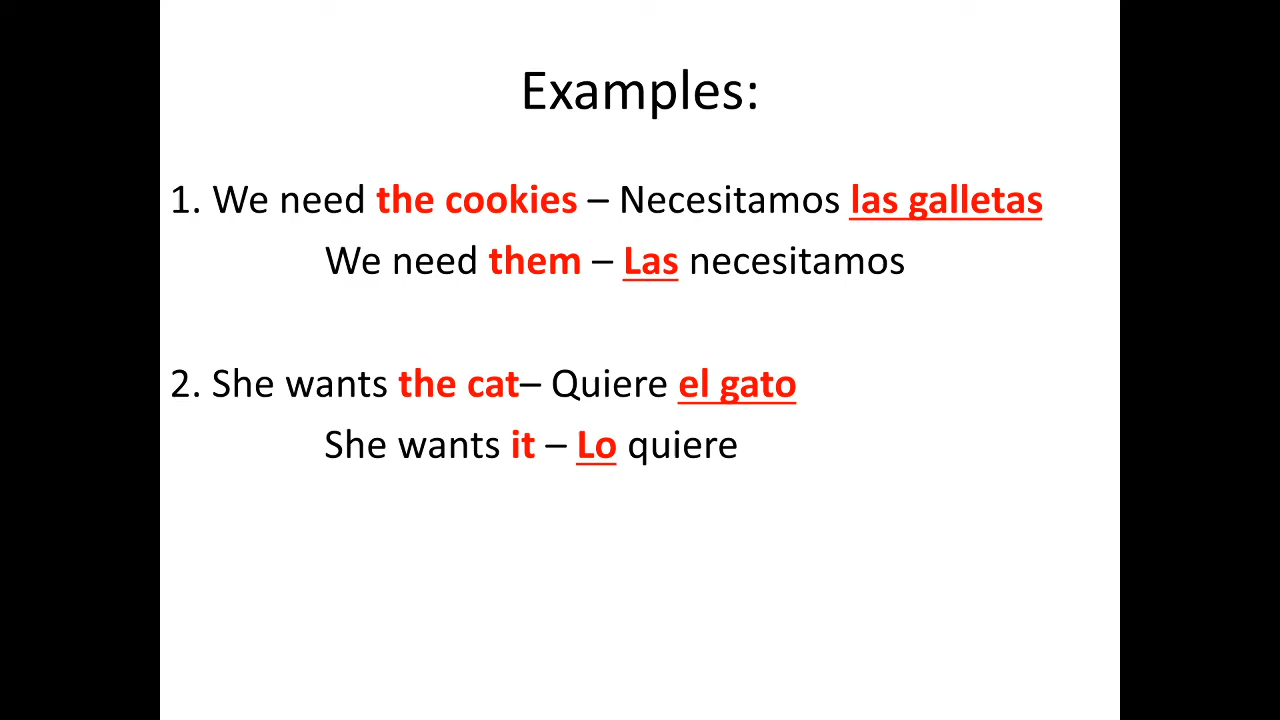 Examples:
1. We need the cookies – Necesitamos las galletas
We need them – Las necesitamos
2. She wants the cat– Quiere el gato
She wants it – Lo quiere